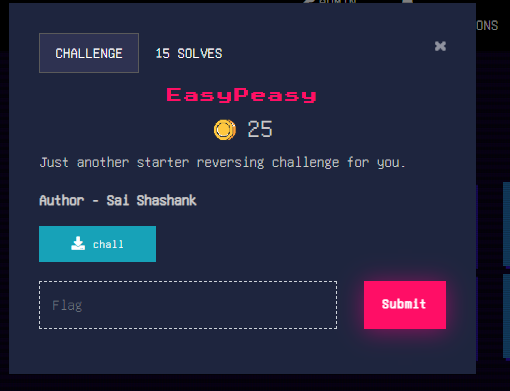 ONS
CHALLENGE 15 SOLVES
EasyPeasy
25
Just another starter reversing challenge for you.
Author - Sai Shashank
chall
Flag
Submit